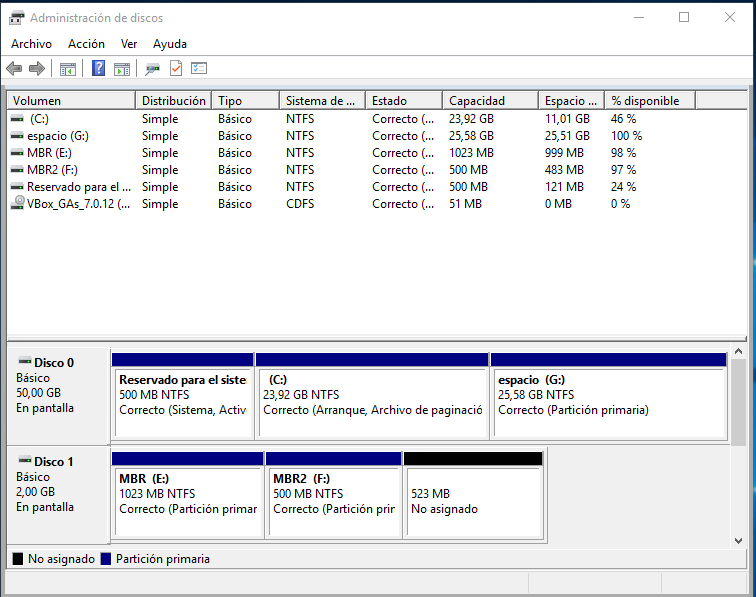 Administración de discos
Archivo Acción Ver Ayuda
Volumen Distribución Tipo Sistema de ... Estado Capacidad Espacio ... % disponible
(C:) Simple Básico NTFS Correcto (... 23,92 GB 11,01 GB 46 %
espacio (G:) Simple Básico NTFS Correcto (... 25,58 GB 25,51 GB 100 %
MBR (E:) Simple Básico NTFS Correcto (... 1023 MB 999 MB 98 %
MBR2 (F:) Simple Básico NTFS Correcto (... 500 MB 483 MB 97 %
Reservado para el ... Simple Básico NTFS Correcto (... 500 MB 121 MB 24 %
VBox_GAs_7.0.12 (... Simple Básico CDFS Correcto (... 51 MB 0 MB 0 %
Disco 0
Básico
50,00 GB
En pantalla
Reservado para el siste
500 MB NTFS
Correcto (Sistema, Activ
(C:)
23,92 GB NTFS
Correcto (Arranque, Archivo de paginació
espacio (G:)
25,58 GB NTFS
Correcto (Partición primaria)
Disco 1
Básico
2,00 GB
En pantalla
MBR (E:)
1023 MB NTFS
Correcto (Partición primar
MBR2 (F:)
500 MB NTFS
Correcto (Partición prir
523 MB
No asignado
No asignado Partición primaria